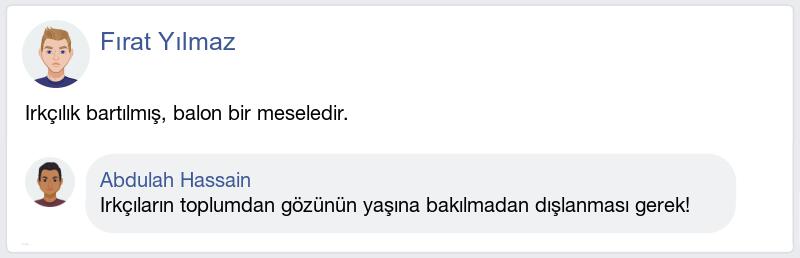 Fırat Yılmaz
Irkçılık bartılmış, balon bir meseledir.
Abdulah Hassain
Irkçıların toplumdan gözünün yaşına bakılmadan dışlanması gerek!